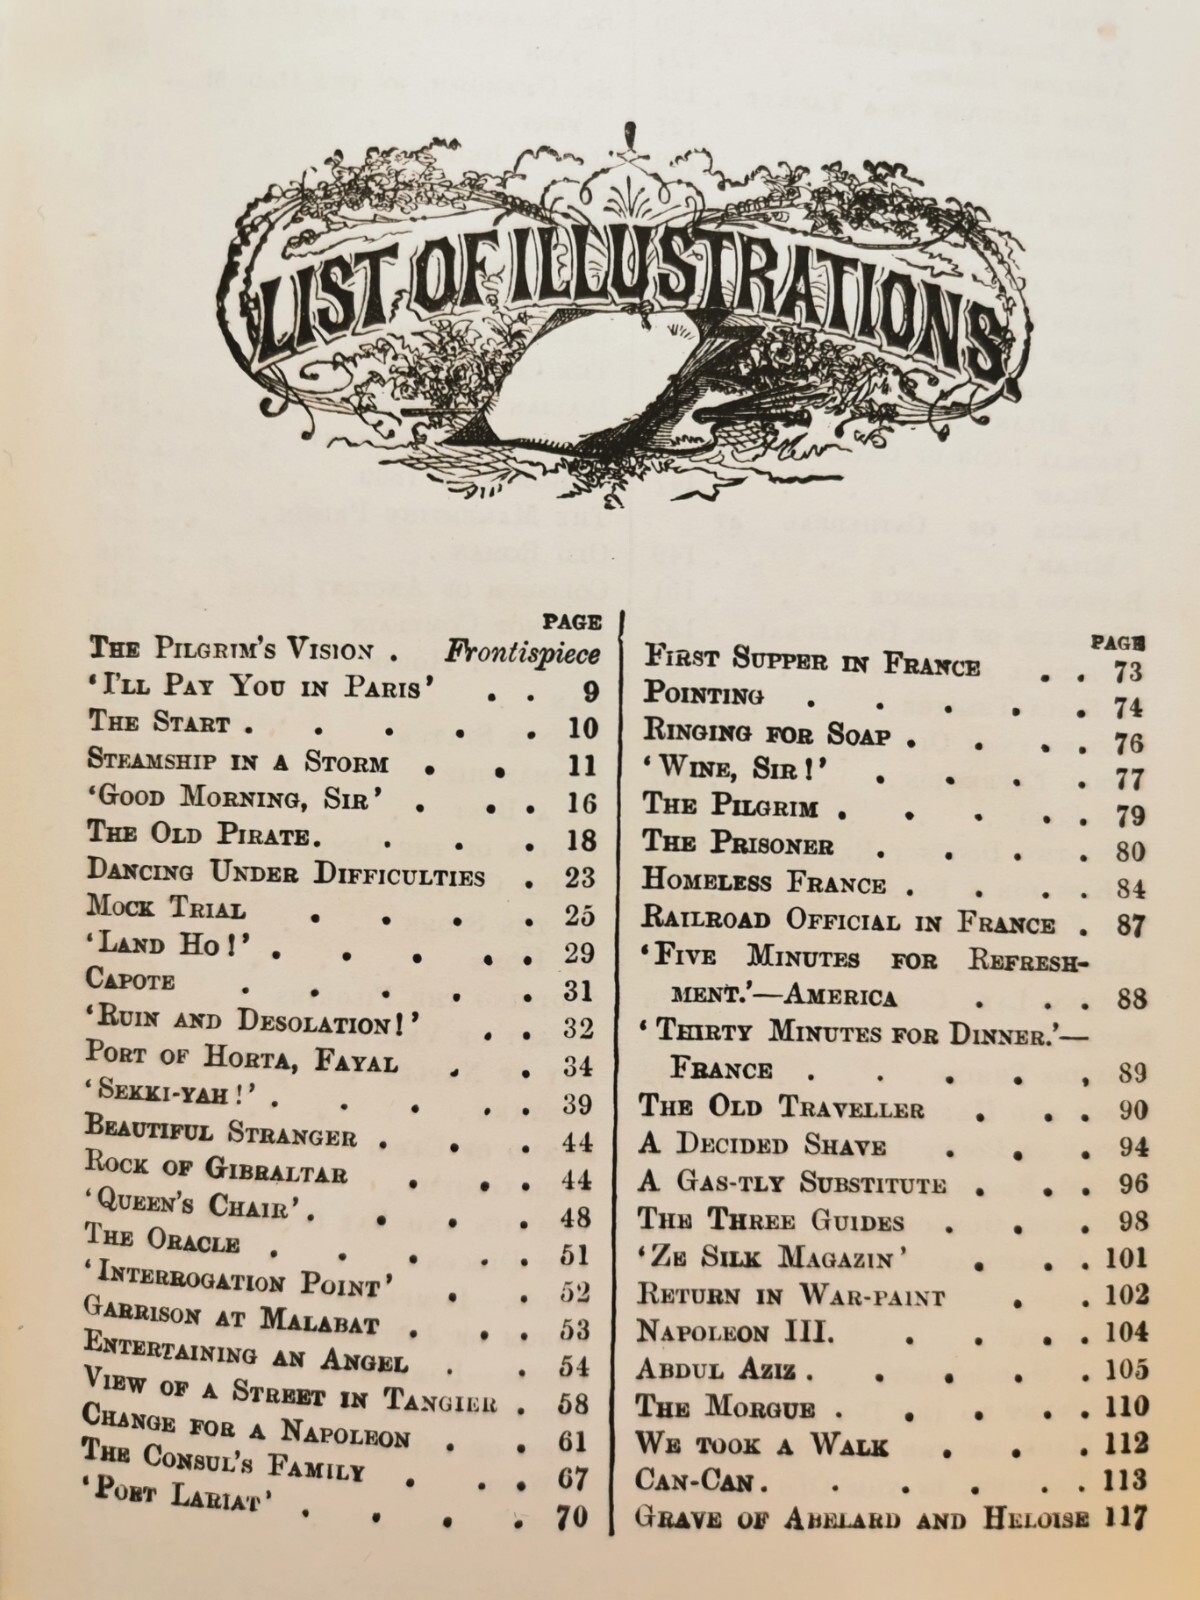 LIST OF ILLUSTRATIONS
PAGE
THE PILGRIM'S VISION . Frontispiece
'I'LL PAY YOU IN PARIS' . . 9
THE START . . . . . 10
STEAMSHIP IN A STORM . . 11
'GOOD MORNING, SIR' . . . 16
THE OLD PIRATE. . . . 18
DANCING UNDER DIFFICULTIES . 23
MOCK TRIAL . . . . 25
'LAND HO!' . . . . . 29
CAPOTE . . . . . 31
'RUIN AND DESOLATION!' . . 32
PORT OF HORTA, FAYAL . . 34
'SEKKI-YAH!' . . . . . 39
BEAUTIFUL STRANGER . . . 44
ROCK OF GIBRALTAR . . . 44
'QUEEN'S CHAIR' . . . . 48
THE ORACLE . . . . . 51
'INTERROGATION POINT' . . 52
GARRISON AT MALABAT . . . 53
ENTERTAINING AN ANGEL . . 54
VIEW OF A STREET IN TANGIER . 58
CHANGE FOR A NAPOLEON . . 61
THE CONSUL'S FAMILY . . . 67
'POET LARIAT' . . . . 70
PAGE
FIRST SUPPER IN FRANCE . . 73
POINTING . . . . . 74
RINGING FOR SOAP . . . . 76
'WINE, SIR!' . . . . 77
THE PILGRIM . . . . . 79
THE PRISONER . . . . 80
HOMELESS FRANCE . . . . 84
RAILROAD OFFICIAL IN FRANCE . 87
'FIVE MINUTES FOR REFRESH-
MENT.'—AMERICA . . . 88
'THIRTY MINUTES FOR DINNER.'—
FRANCE . . . . , 89
THE OLD TRAVELLER . . . 90
A DECIDED SHAVE . . . 94
A GAS-TLY SUBSTITUTE . . . 96
THE THREE GUIDES . . . 98
'ZE SILK MAGAZIN' . . . 101
RETURN IN WAR-PAINT . . 102
NAPOLEON III. . . . . 104
ABDUL AZIZ . . . . . 105
THE MORGUE . . . . . 110
WE TOOK A WALK . . . 112
CAN-CAN. . . . . . 113
GRAVE OF ABELARD AND HELOISE 117